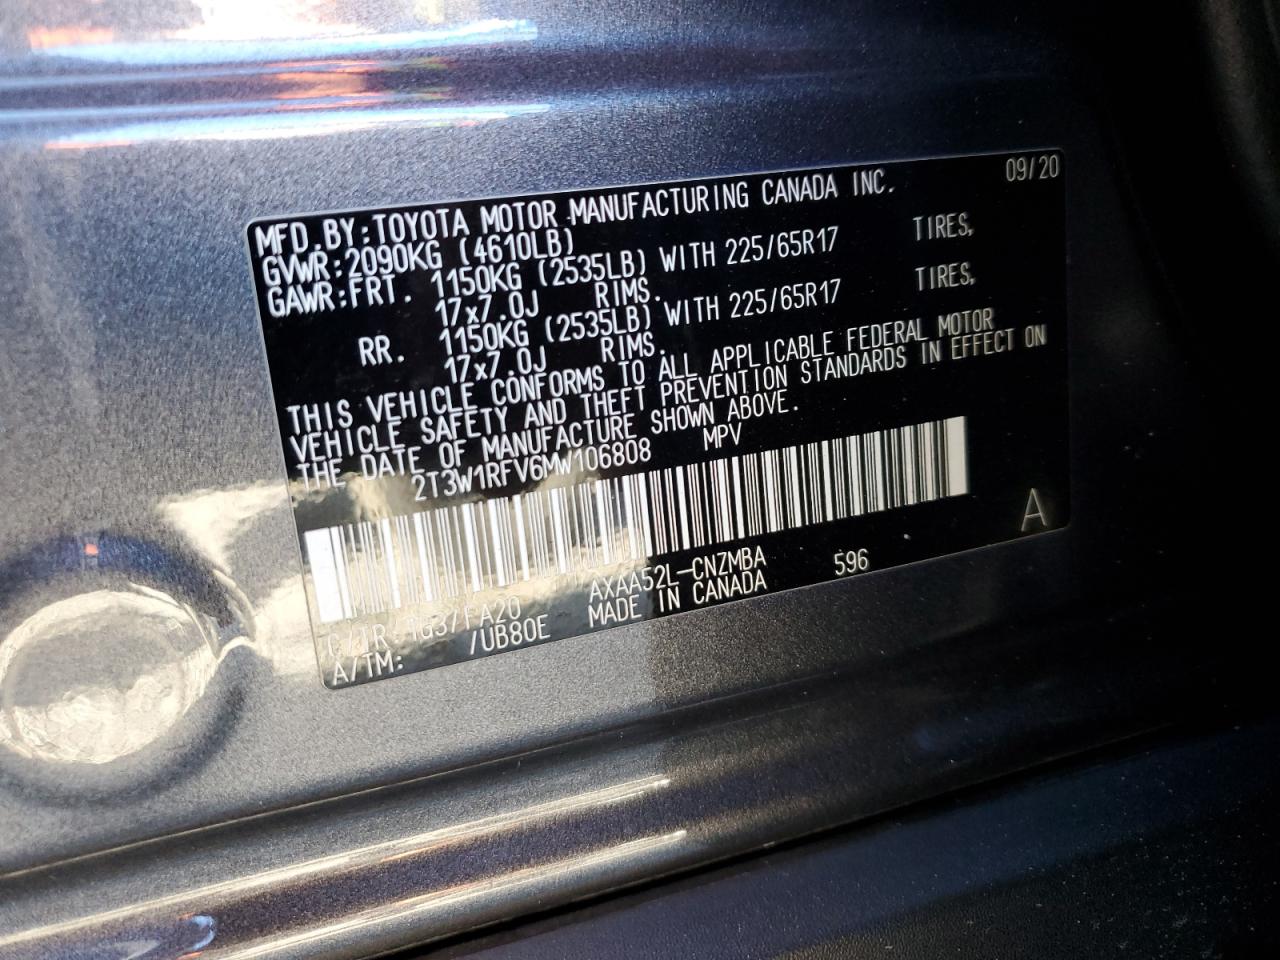 09/20
MFD.BY:TOYOTA MOTOR MANUFACTURING CANADA INC.
GVWR:2090KG (4610LB)
GAWR:FRT. 1150KG (2535LB) WITH 225/65R17 TIRES,
17x7.0J RIMS.
RR. 1150KG (2535LB) WITH 225/65R17 TIRES,
17x7.0J RIMS.
THIS VEHICLE CONFORMS TO ALL APPLICABLE FEDERAL MOTOR
VEHICLE SAFETY AND THEFT PREVENTION STANDARDS IN EFFECT ON
THE DATE OF MANUFACTURE SHOWN ABOVE.
2T3W1RFV6MW106808 MPV
A
C/TR:1G3/FA20 AXAA52L-CNZMBA 596
A/TM: /UB80E MADE IN CANADA